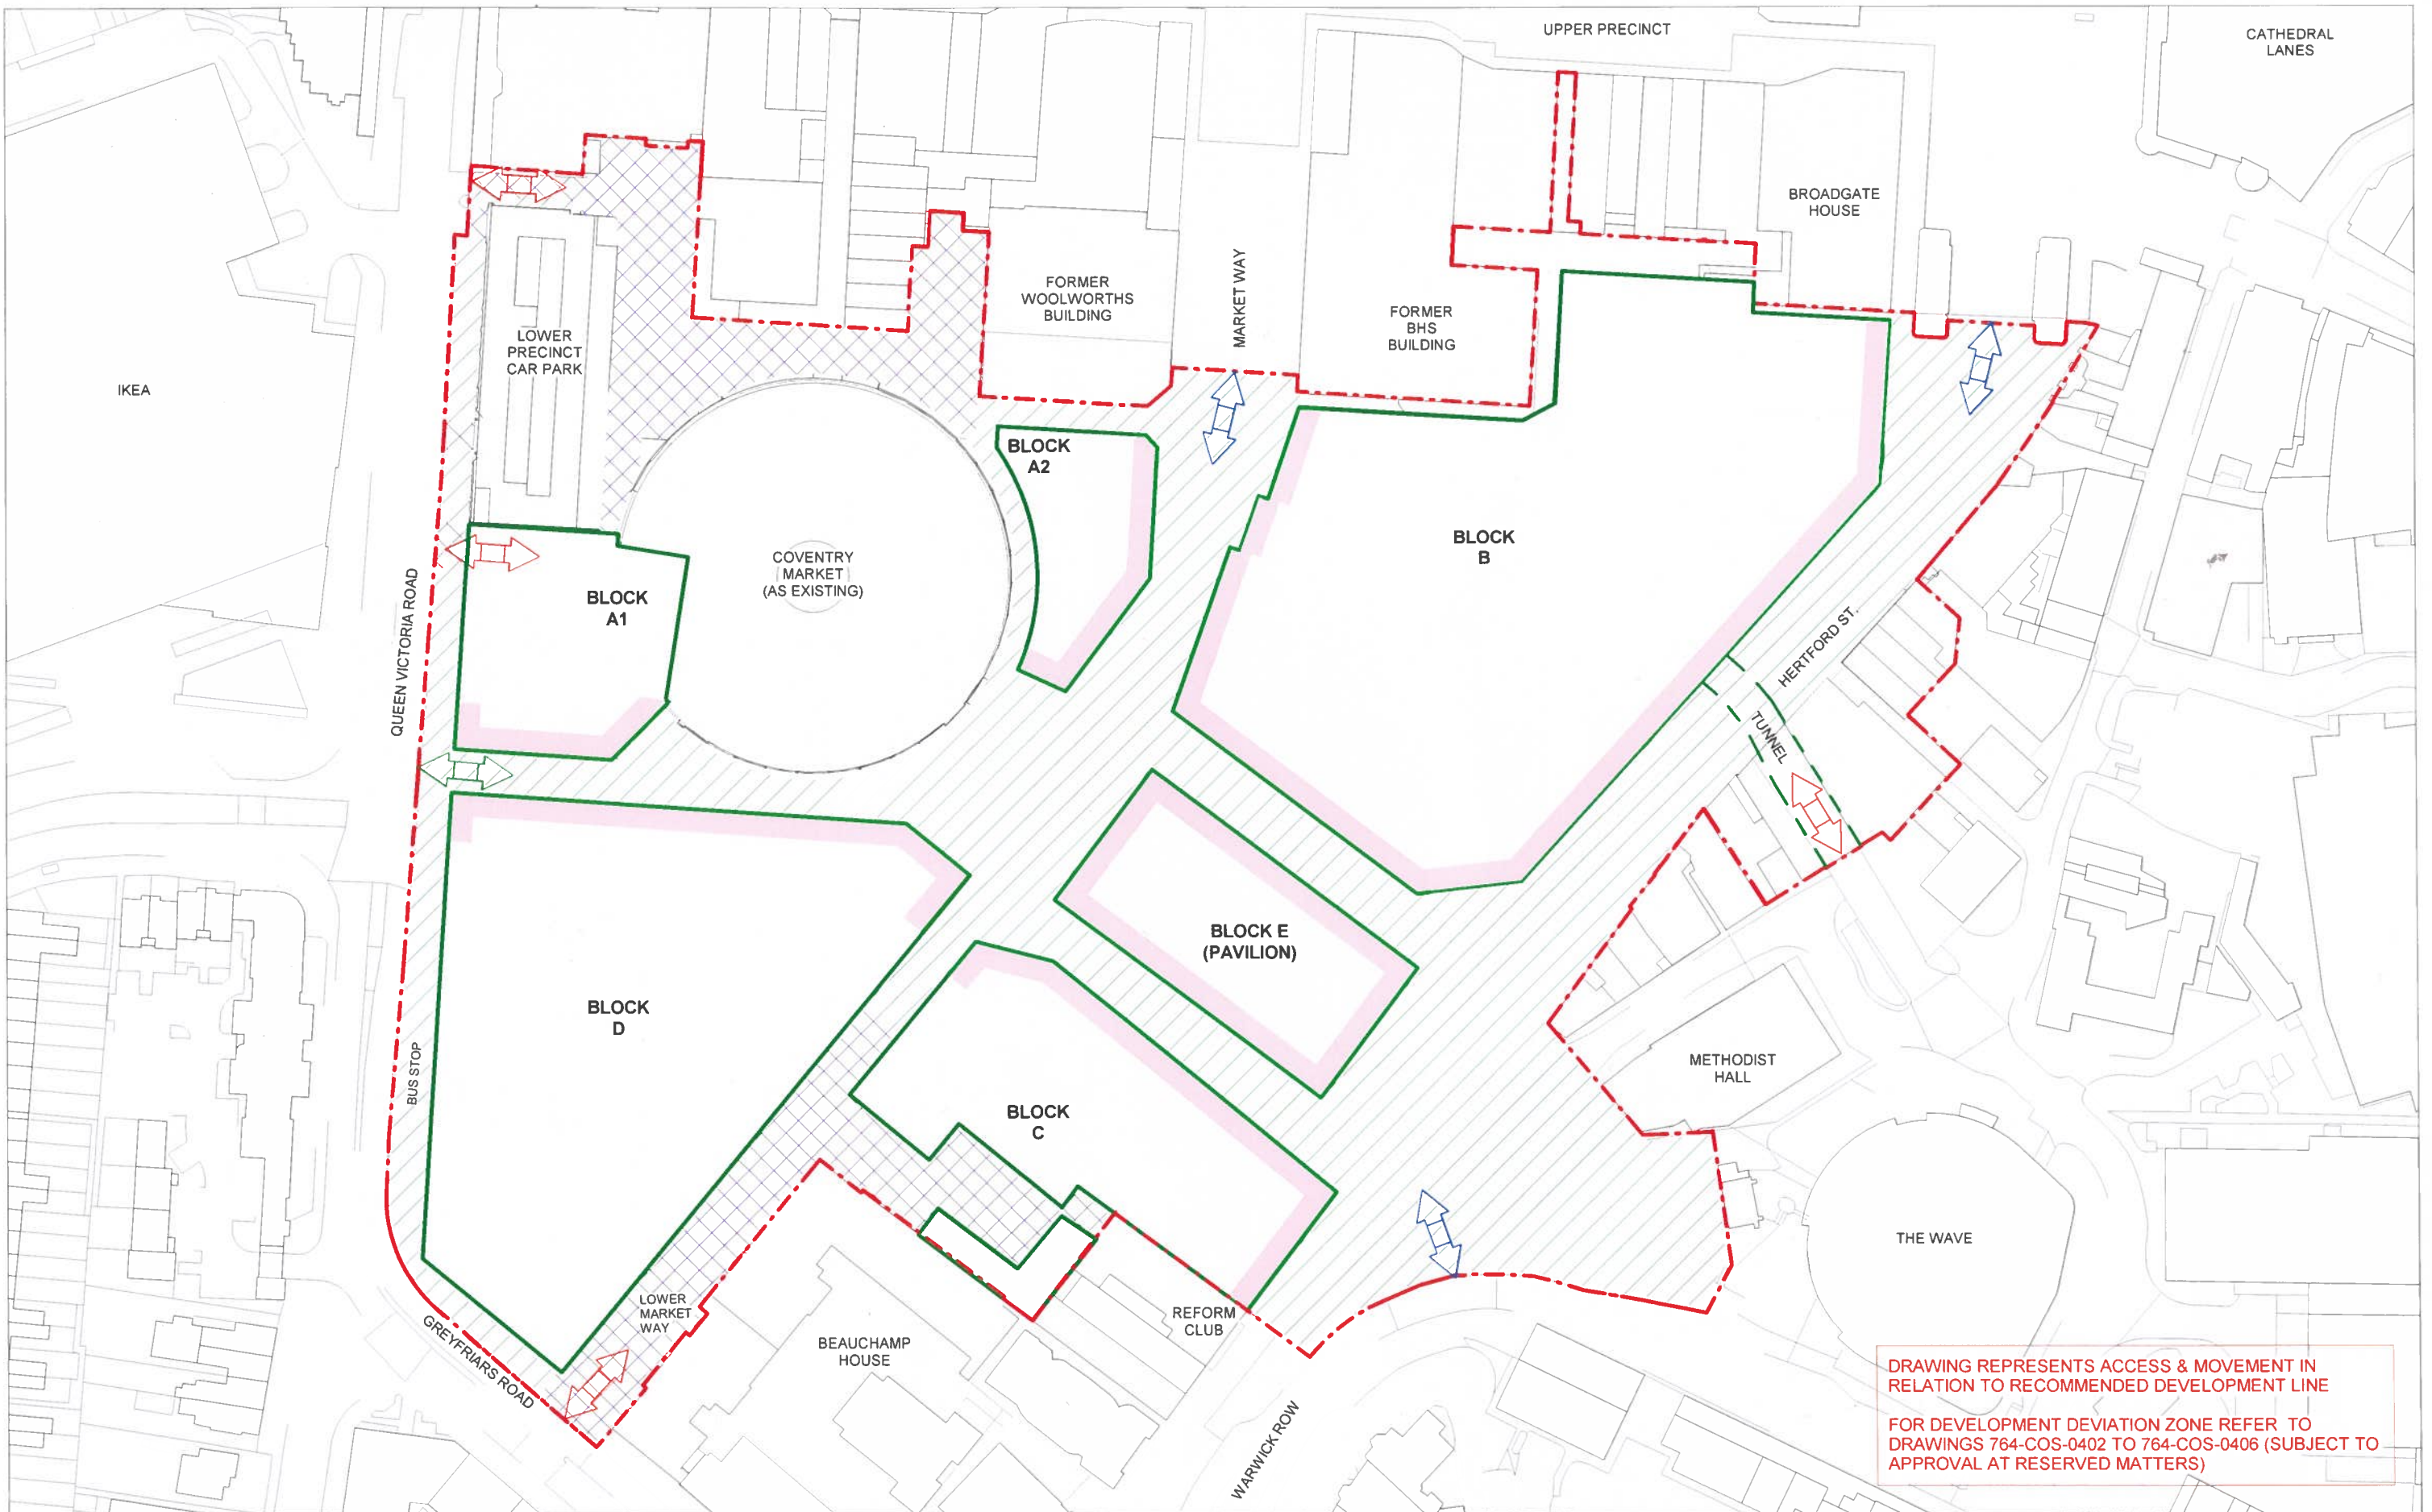 UPPER PRECINCT
CATHEDRAL
LANES
BROADGATE
HOUSE
MARKET WAY
FORMER
WOOLWORTHS
BUILDING
FORMER
BHS
BUILDING
LOWER
PRECINCT
CAR PARK
IKEA
BLOCK
A2
BLOCK
B
COVENTRY
MARKET
(AS EXISTING)
BLOCK
A1
QUEEN VICTORIA ROAD
HERTFORD ST.
TUNNEL
BLOCK E
(PAVILION)
BLOCK
D
BUS STOP
METHODIST
HALL
BLOCK
C
THE WAVE
LOWER
MARKET
WAY
REFORM
CLUB
BEAUCHAMP
HOUSE
GREYFRIARS ROAD
WARWICK ROW
DRAWING REPRESENTS ACCESS & MOVEMENT IN
RELATION TO RECOMMENDED DEVELOPMENT LINE
FOR DEVELOPMENT DEVIATION ZONE REFER TO
DRAWINGS 764-COS-0402 TO 764-COS-0406 (SUBJECT TO
APPROVAL AT RESERVED MATTERS)